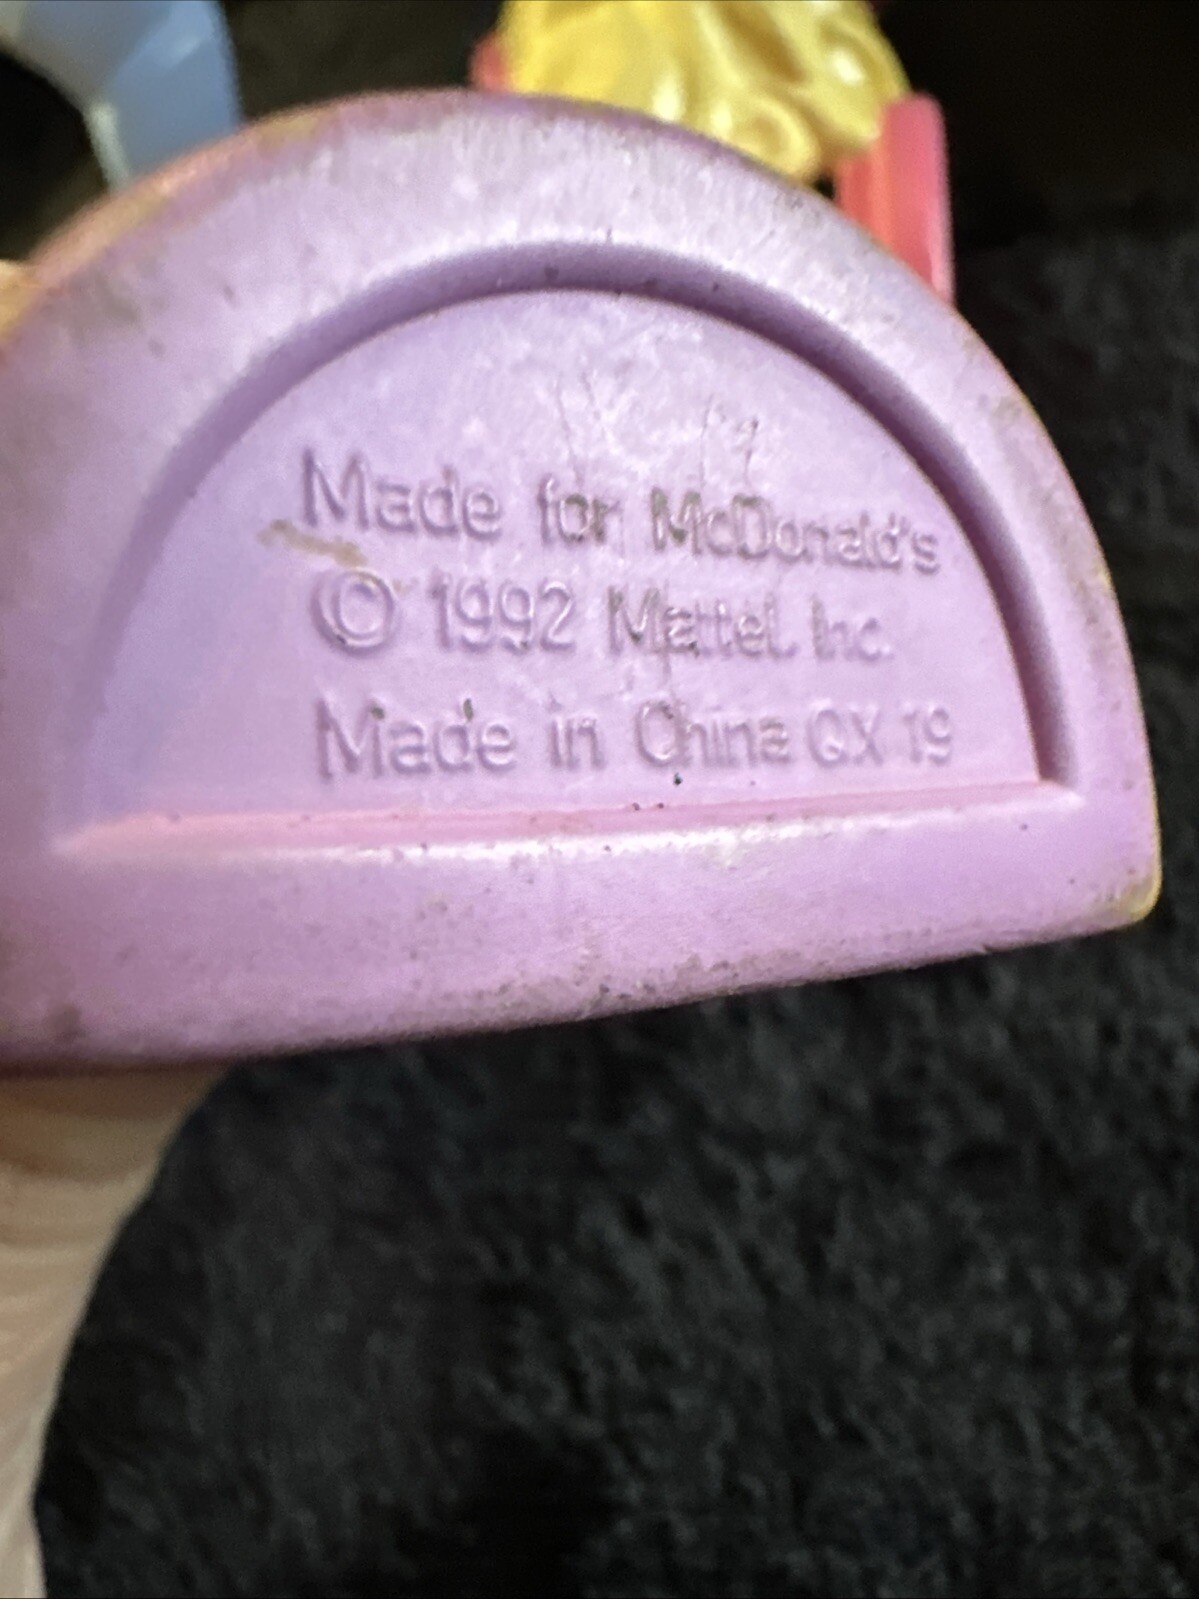 Made for McDonald's
© 1992 Mattel. Inc.
Made in China QX 19